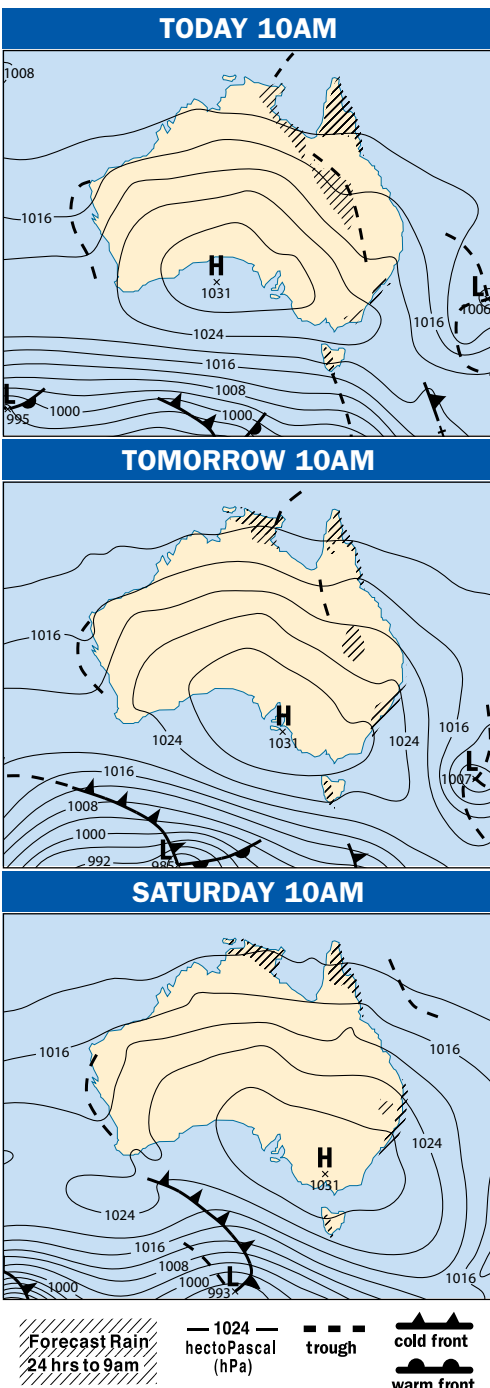 TODAY 10AM
1008
1016
H
1031
L
1006
1016
1024
1016
1008
L
995
1000
1000
TOMORROW 10AM
1016
H
1031
1024
1024
1016
L
1007
1016
1008
1000
992
L
985
SATURDAY 10AM
1016
1016
1024
H
1031
1024
1016
1008
1000
L
993
1000
1016
Forecast Rain
24 hrs to 9am
1024
hectoPascal
(hPa)
trough
cold front
warm front